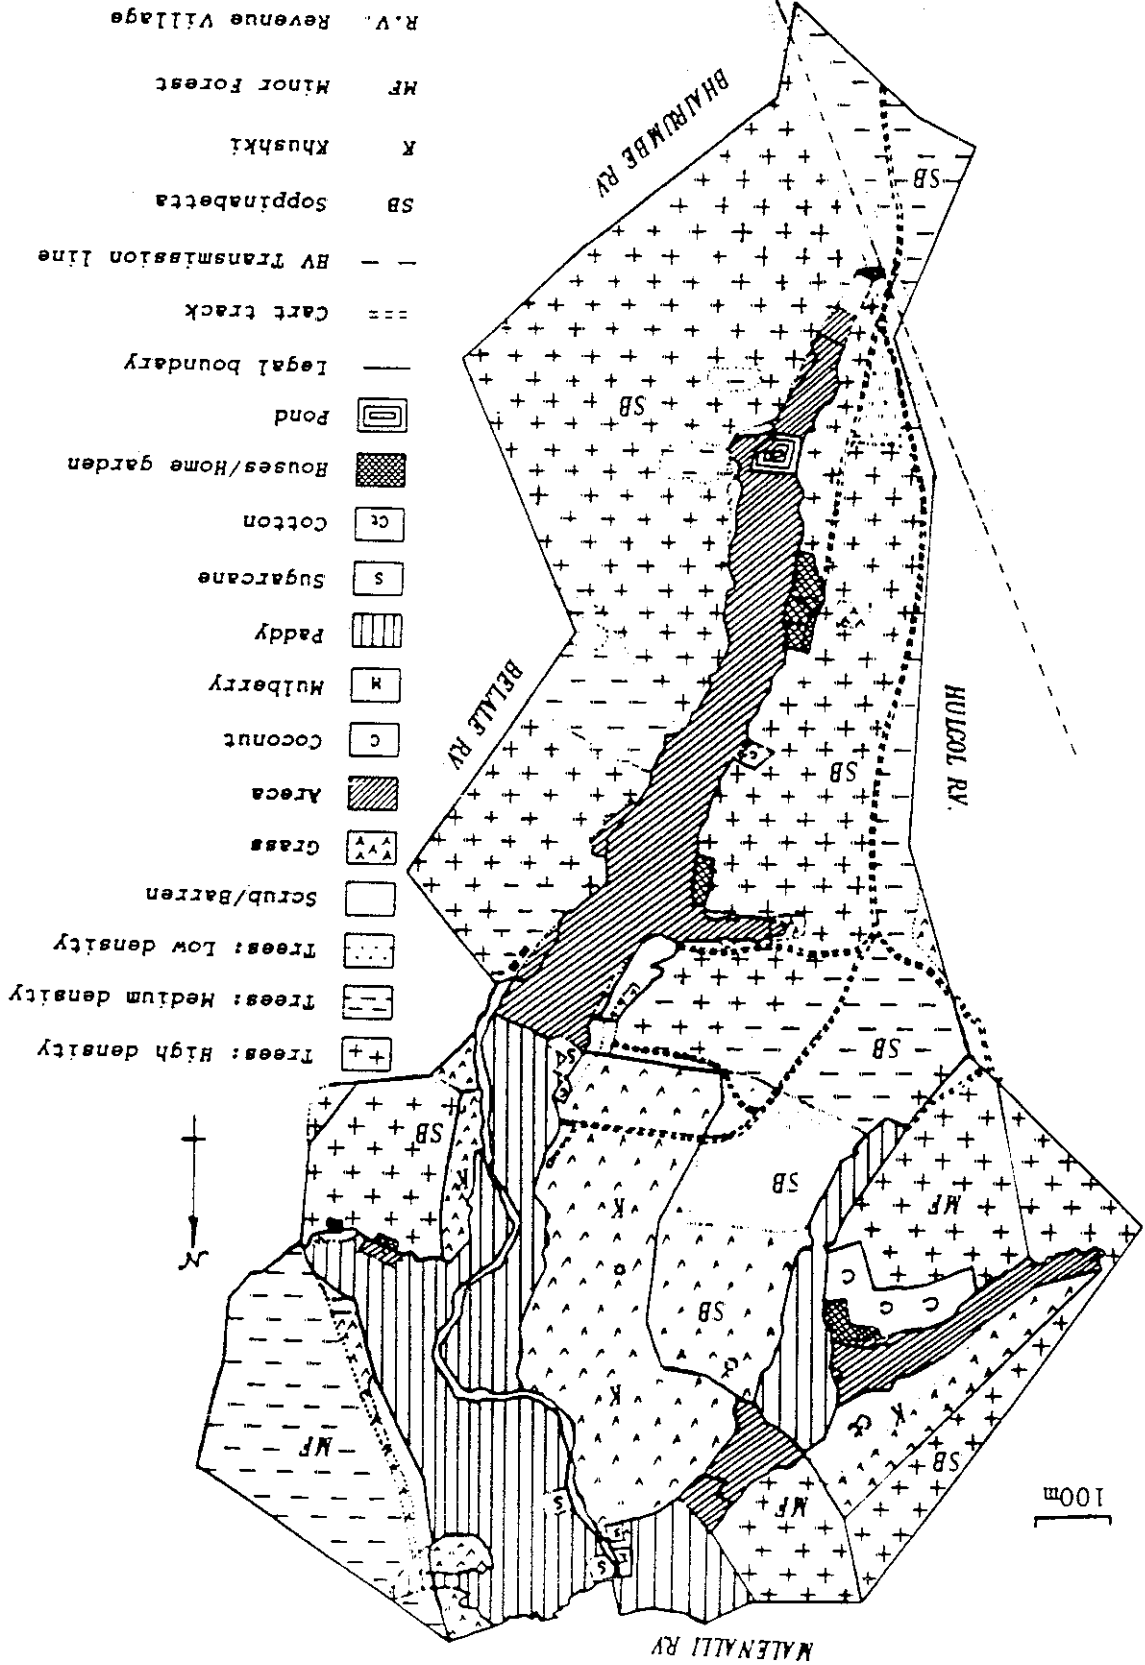 MALENALLI RV
S
100m
MF
S
SB
MF
K
K
SB
C
C
C
N
MF
K
SB
K
SB
C
SB
C
SB
HULGOL RV.
BELALE RV
SB
SB
BHAIRUMBE RV
+ + Trees: High density
Trees: Medium density
Trees: Low density
Scrub/Barren
Grass
Areca
C Coconut
M Mulberry
Paddy
S Sugarcane
Ct Cotton
Houses/Home garden
Pond
Legal boundary
=== Cart track
— — HV Transmission line
SB Soppinabetta
K Khushki
MF Minor Forest
R.V. Revenue Village